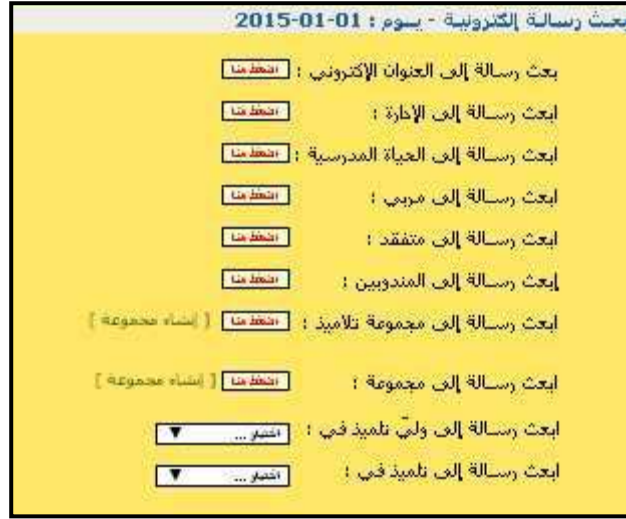 بعث رسالة إلكترونية - يوم : 01-01-2015
بعث رسالة إلى العنوان الإكتروني : اضغط هنا
ابعث رسالة إلى الإدارة : اضغط هنا
ابعث رسالة إلى الحياة المدرسية : اضغط هنا
ابعث رسالة إلى مربي : اضغط هنا
ابعث رسالة إلى متفقد : اضغط هنا
إبعث رسالة إلى المندوبين : اضغط هنا
ابعث رسالة إلى مجموعة تلاميذ : اضغط هنا [ إنشاء مجموعة ]
ابعث رسالة إلى مجموعة : اضغط هنا [ إنشاء مجموعة ]
ابعث رسالة إلى وليّ تلميذ في : اختيار ...
ابعث رسالة إلى تلميذ في : اختيار ...